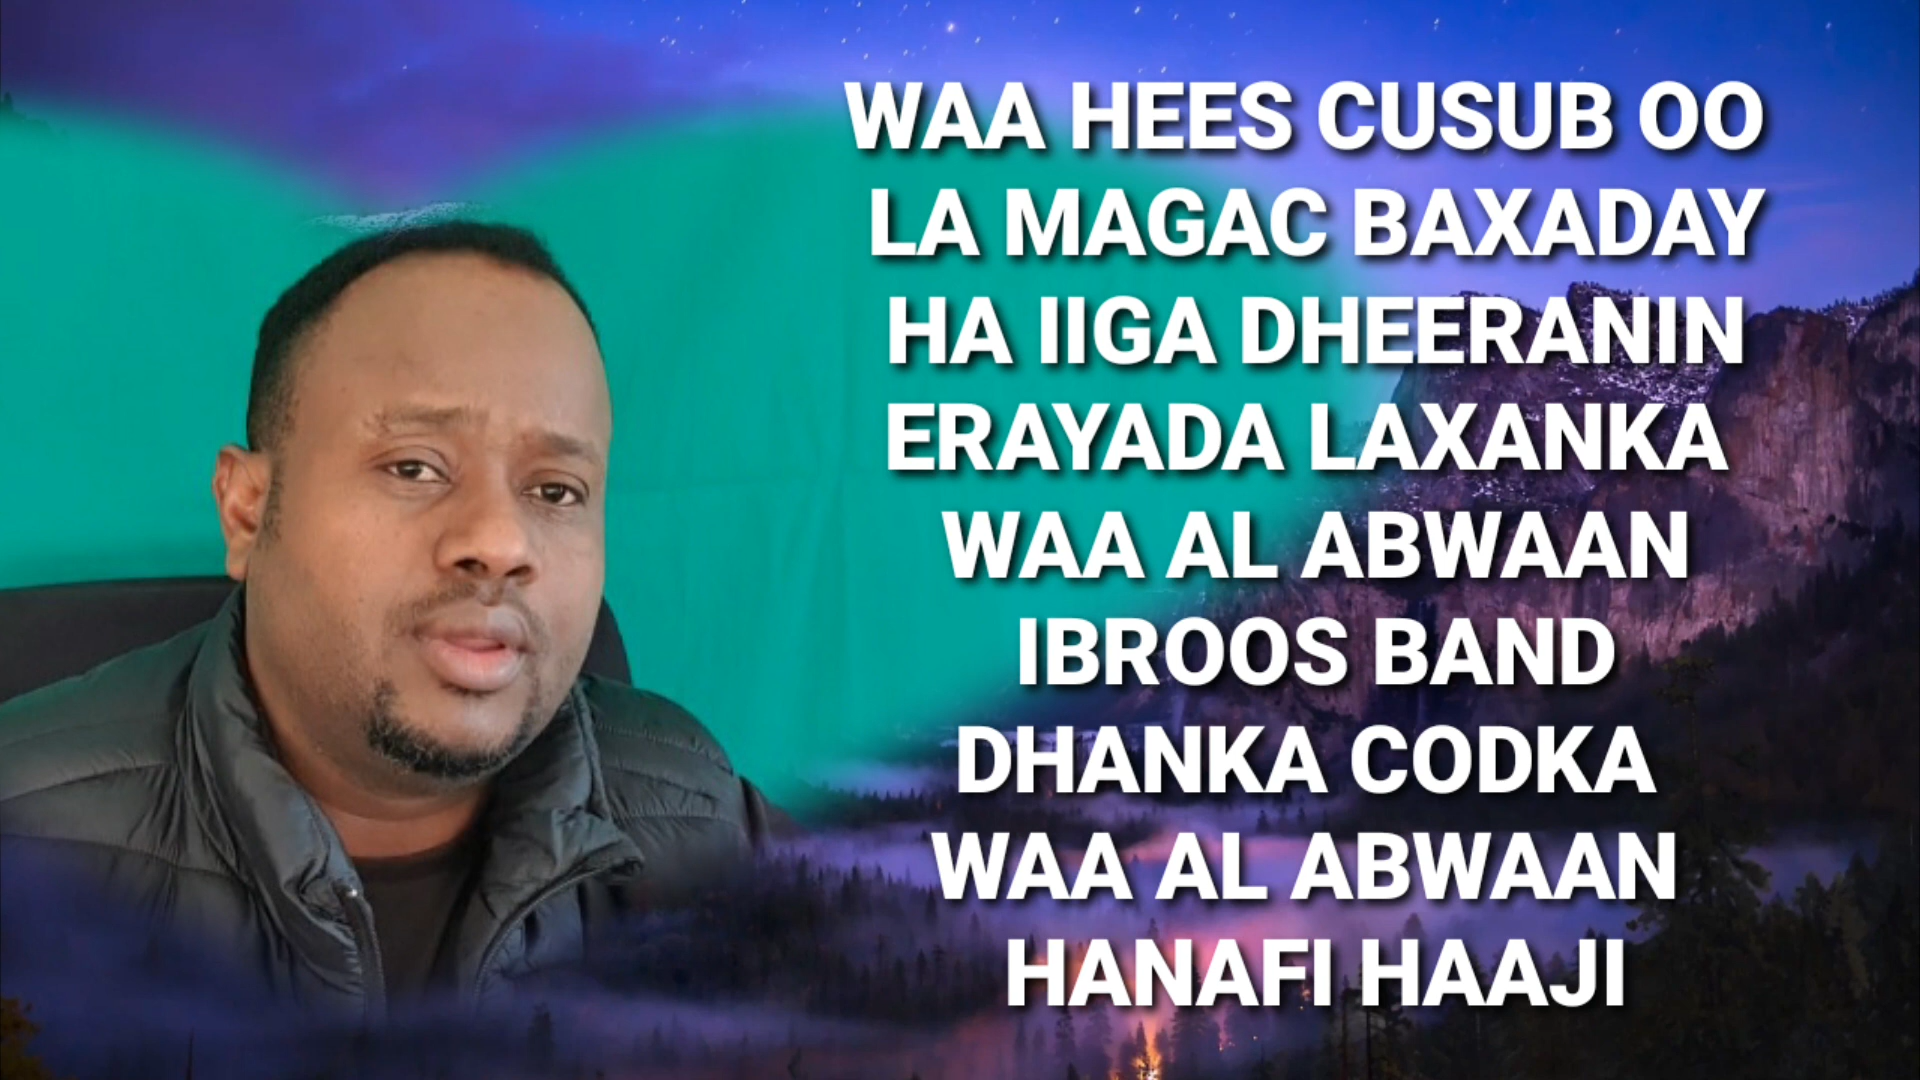 WAA HEES CUSUB OO
LA MAGAC BAXADAY
HA IIGA DHEERANIN
ERAYADA LAXANKA
WAA AL ABWAAN
IBROOS BAND
DHANKA CODKA
WAA AL ABWAAN
HANAFI HAAJI